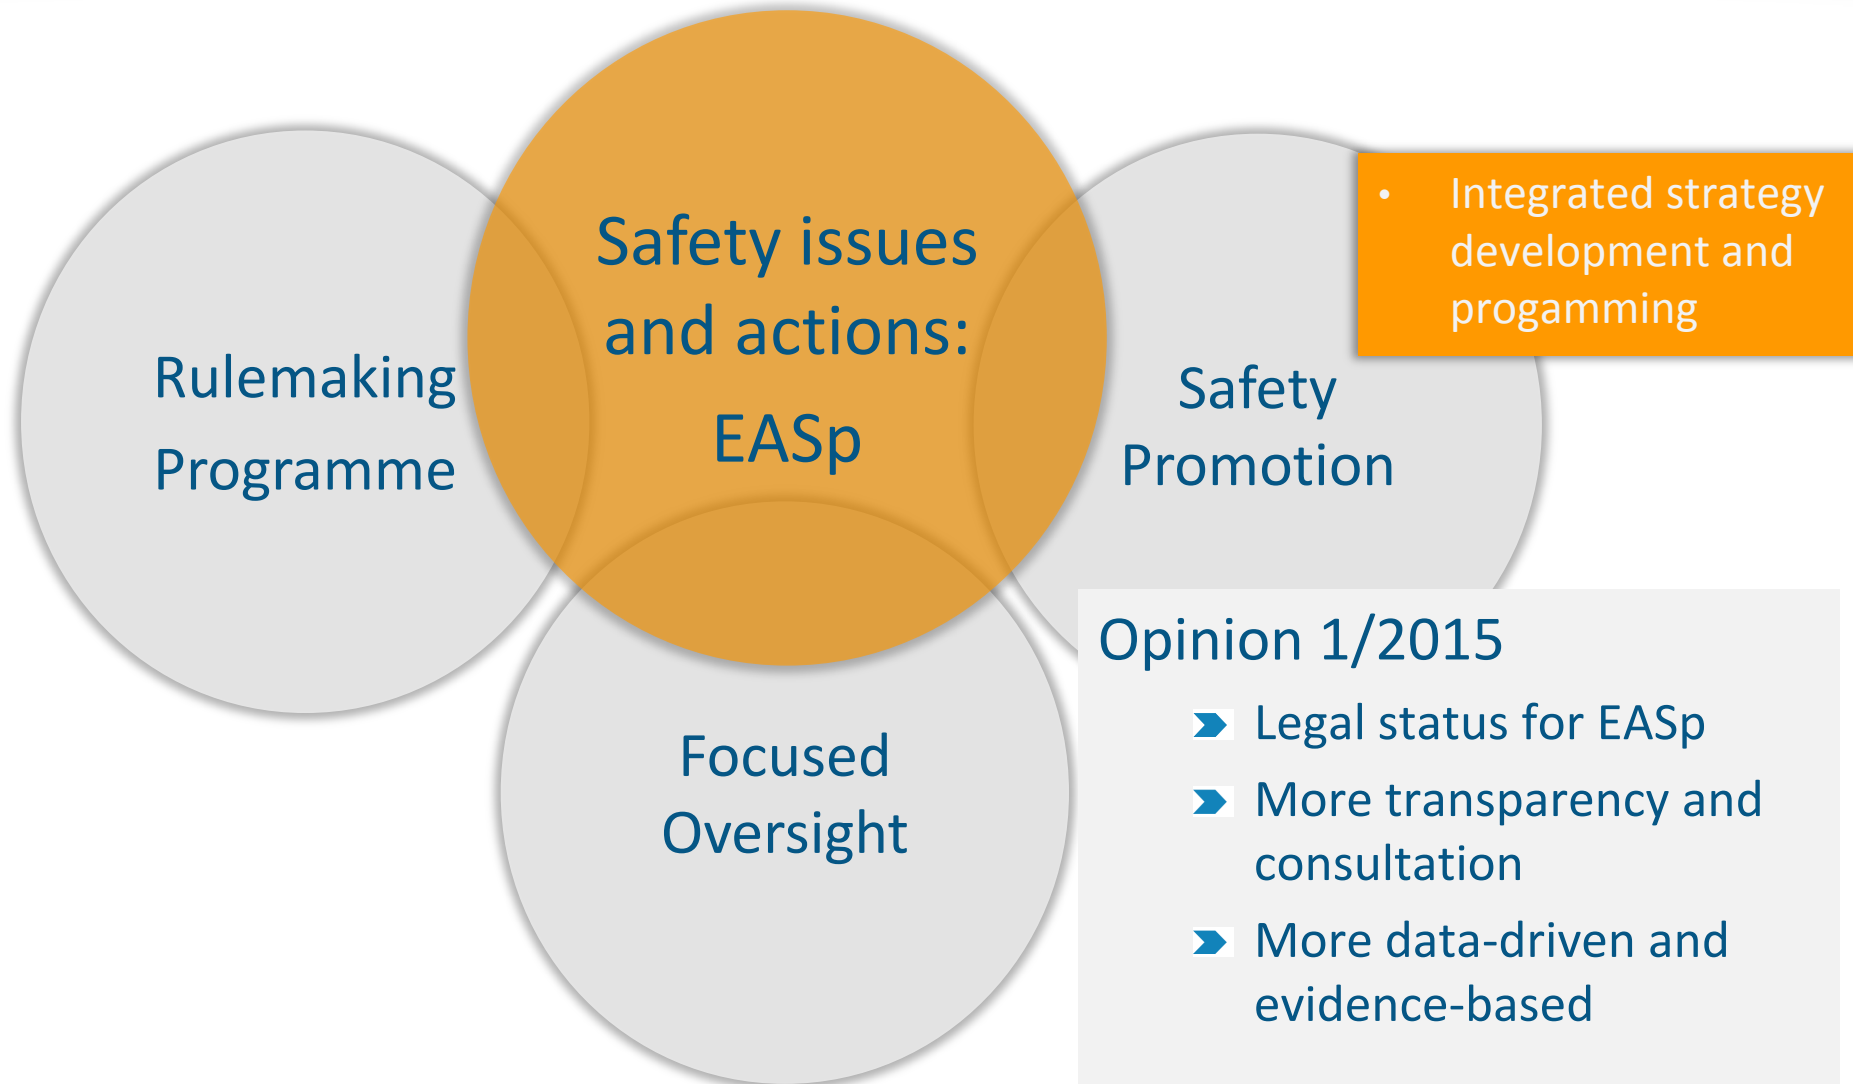 Safety issues
and actions:
EASp
Rulemaking
Programme
Safety
Promotion
• Integrated strategy
development and
progamming
Focused
Oversight
Opinion 1/2015
Legal status for EASp
More transparency and
consultation
More data-driven and
evidence-based